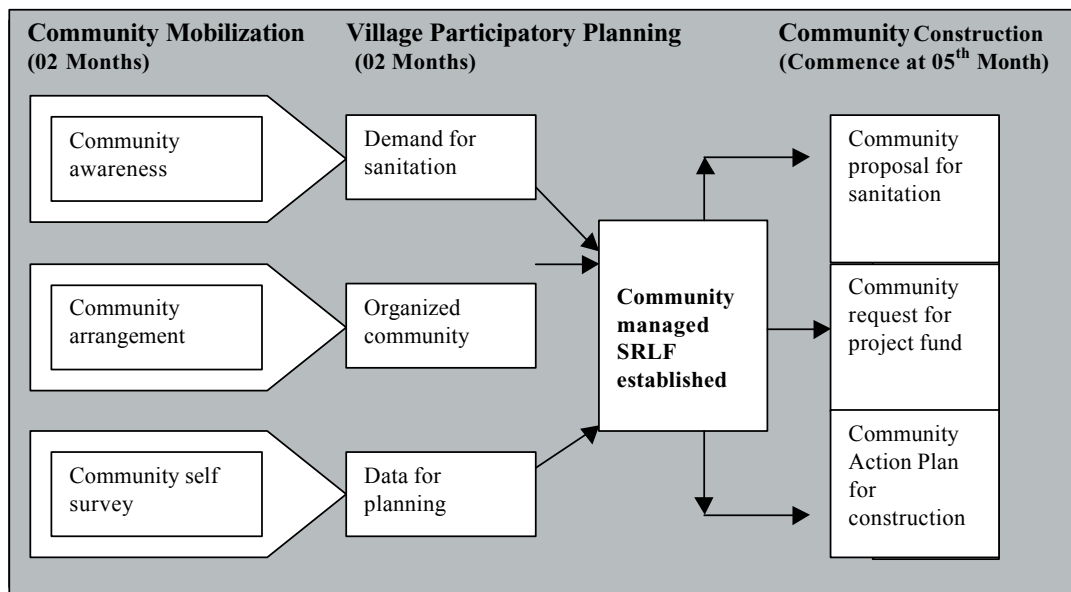 Community Mobilization
(02 Months)
Village Participatory Planning
(02 Months)
Community Construction
(Commence at 05th Month)
Community
awareness
Demand for
sanitation
Community
arrangement
Organized
community
Community self
survey
Data for
planning
Community
managed
SRLF
established
Community
proposal for
sanitation
Community
request for
project fund
Community
Action Plan
for
construction